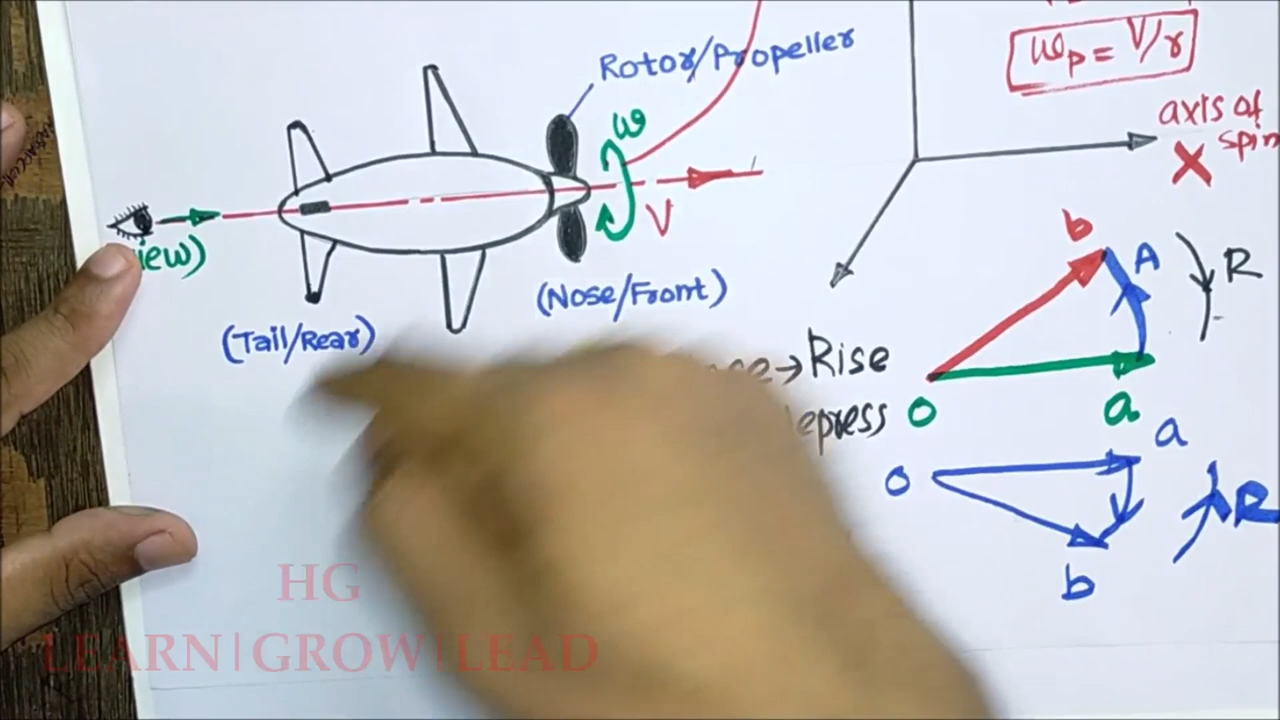 Rotor/Propeller
ω
V
(Nose/Front)
(Tail/Rear)
ωp = V/r
axis of
spin
X
b
A
R
→Rise
o
a
a
o
R
b
HG
LEARN|GROW|LEAD